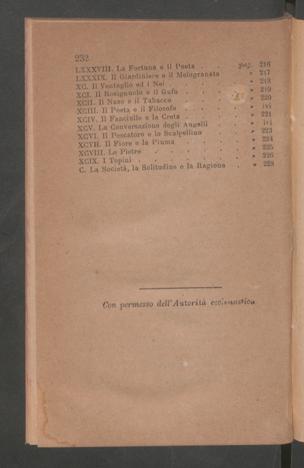 232
LXXXVIII. La Fortuna e il Poeta . . . pag. 216
LXXXIX. Il Giardiniere e il Melogranato . » 217
XC. Il Ventaglio ed i Nei . . . . » 218
XCI. Il Rosignuolo e il Gufo . . . » 219
XCII. Il Naso e il Tabacco . . . » 220
XCIII. Il Poeta e il Filosofo . . . » ivi
XCIV. Il Fanciullo e la Creta . . . » 221
XCV. La Conversazione degli Augelli . » ivi
XCVI. Il Pescatore e lo Scalpellino . » 223
XCVII. Il Fiore e la Piuma . . . » 224
XCVIII. Le Pietre . . . . . » 225
XCIX. I Topini . . . . . . » 226
C. La Società, la Solitudine e la Ragione . » 228
Con permesso dell'Autorità ecclesiastica